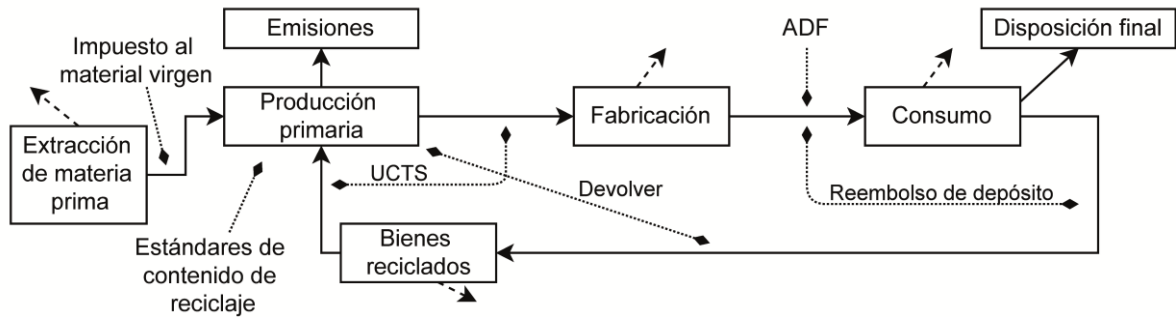 Emisiones
ADF
Disposición final
Impuesto al
material virgen
Producción
primaria
Fabricación
Consumo
Extracción
de materia
prima
UCTS
Devolver
Reembolso de depósito
Estándares de
contenido de
reciclaje
Bienes
reciclados